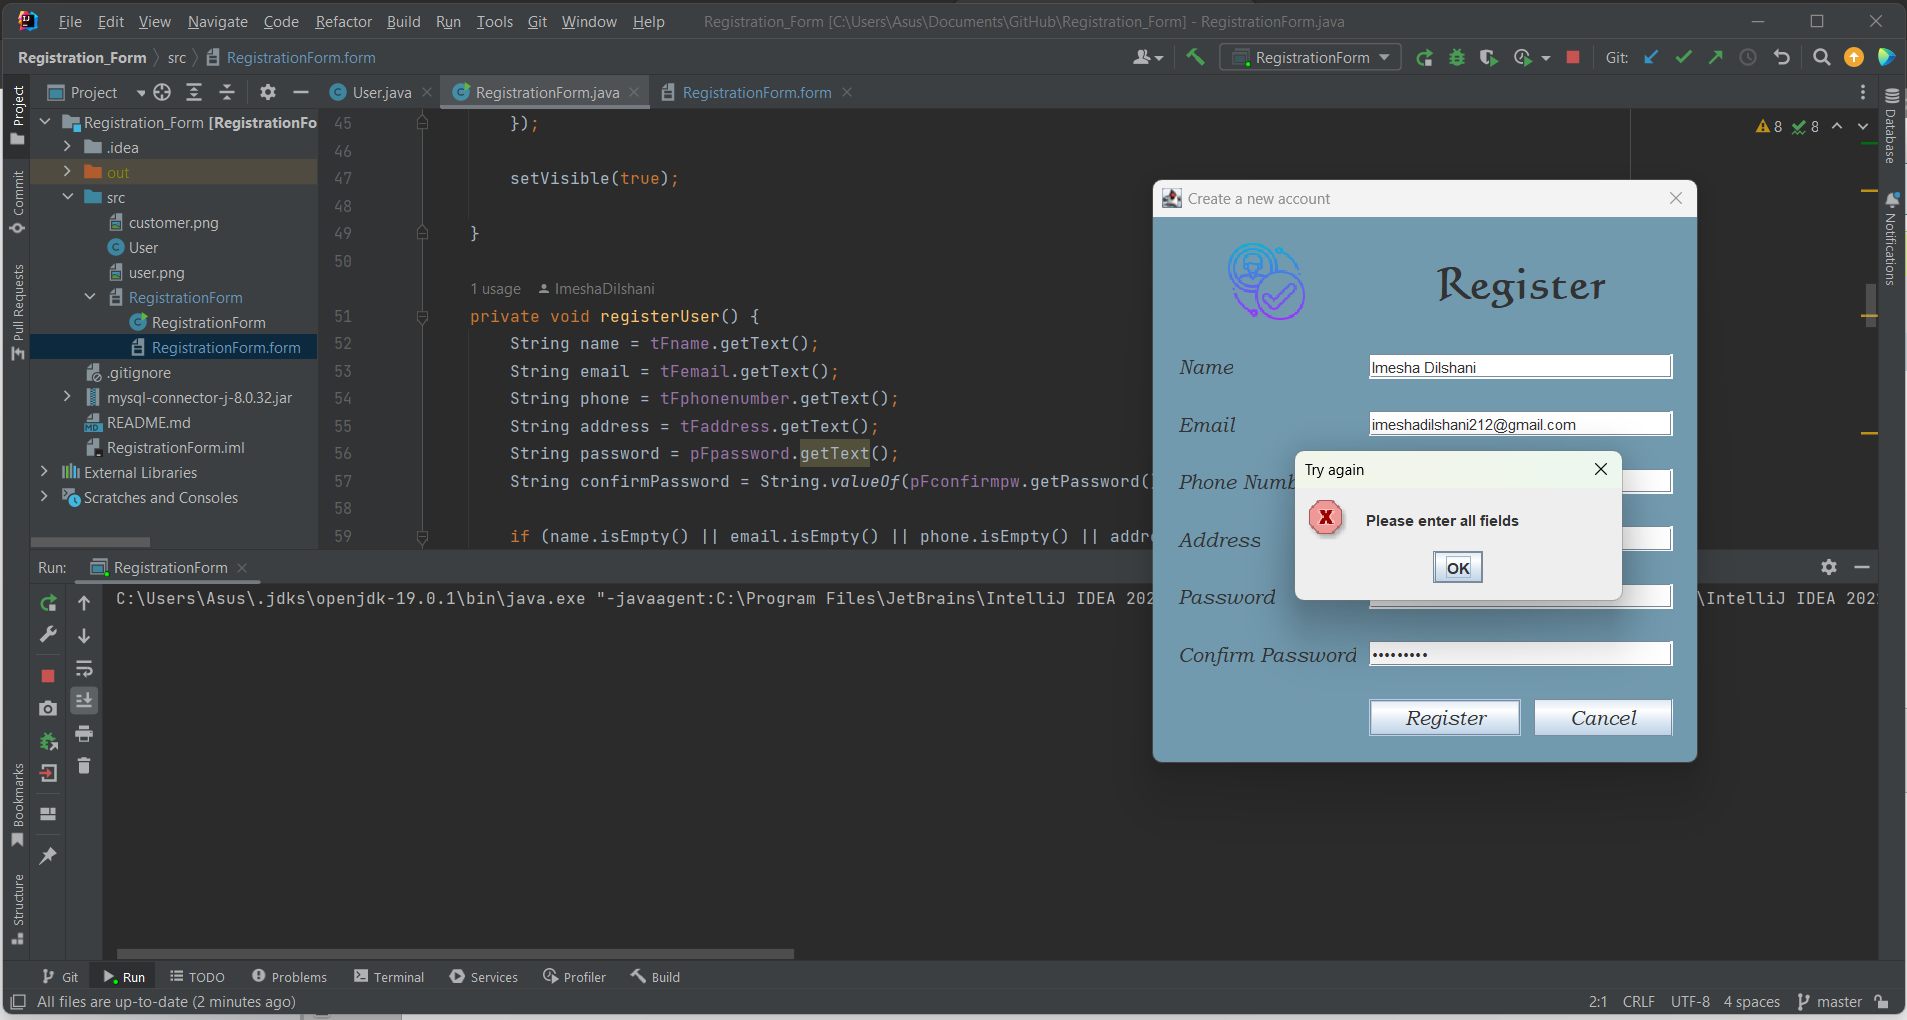 File Edit View Navigate Code Refactor Build Run Tools Git Window Help Registration_Form [C:\Users\Asus\Documents\GitHub\Registration_Form] - RegistrationForm.java
Registration_Form src RegistrationForm.form RegistrationForm Git:
Project User.java RegistrationForm.java RegistrationForm.form
Project
Commit
Pull Requests
Bookmarks
Structure
Registration_Form [RegistrationFo
.idea
out
src
customer.png
User
user.png
RegistrationForm
RegistrationForm
RegistrationForm.form
.gitignore
mysql-connector-j-8.0.32.jar
README.md
RegistrationForm.iml
External Libraries
Scratches and Consoles
8 8
45 });
46
47 setVisible(true);
48
49 }
50
1 usage ImeshaDilshani
51 private void registerUser() {
52 String name = tFname.getText();
53 String email = tFemail.getText();
54 String phone = tFphonenumber.getText();
55 String address = tFaddress.getText();
56 String password = pFpassword.getText();
57 String confirmPassword = String.valueOf(pFconfirmpw.getPassword()
58
59 if (name.isEmpty() || email.isEmpty() || phone.isEmpty() || addr
Database
Notifications
Create a new account
Register
Name Imesha Dilshani
Email imeshadilshani212@gmail.com
Phone Numb
Address
Password
Confirm Password •••••••••
Register Cancel
Try again
Please enter all fields
OK
Run: RegistrationForm
C:\Users\Asus\.jdks\openjdk-19.0.1\bin\java.exe "-javaagent:C:\Program Files\JetBrains\IntelliJ IDEA 202 \IntelliJ IDEA 202
Git Run TODO Problems Terminal Services Profiler Build
All files are up-to-date (2 minutes ago) 2:1 CRLF UTF-8 4 spaces master